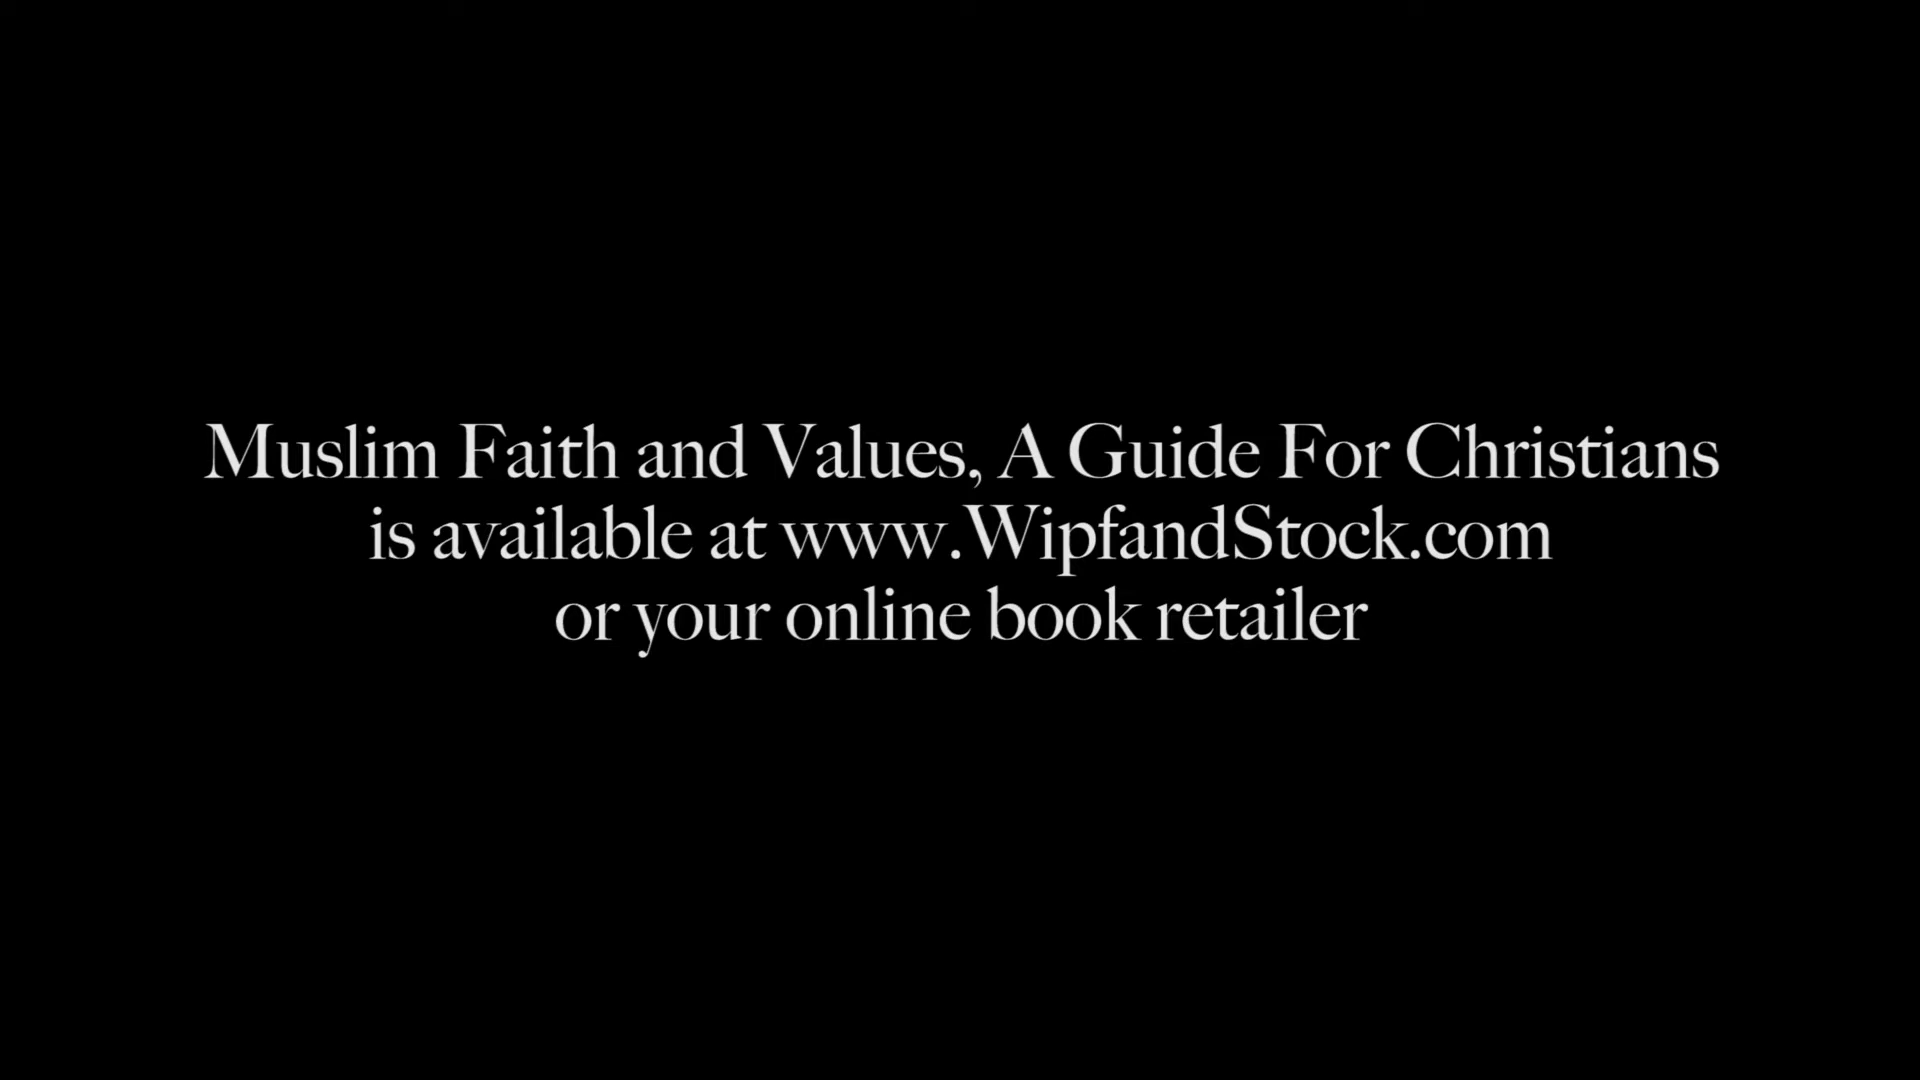 Muslim Faith and Values, A Guide For Christians
is available at www.WipfandStock.com
or your online book retailer